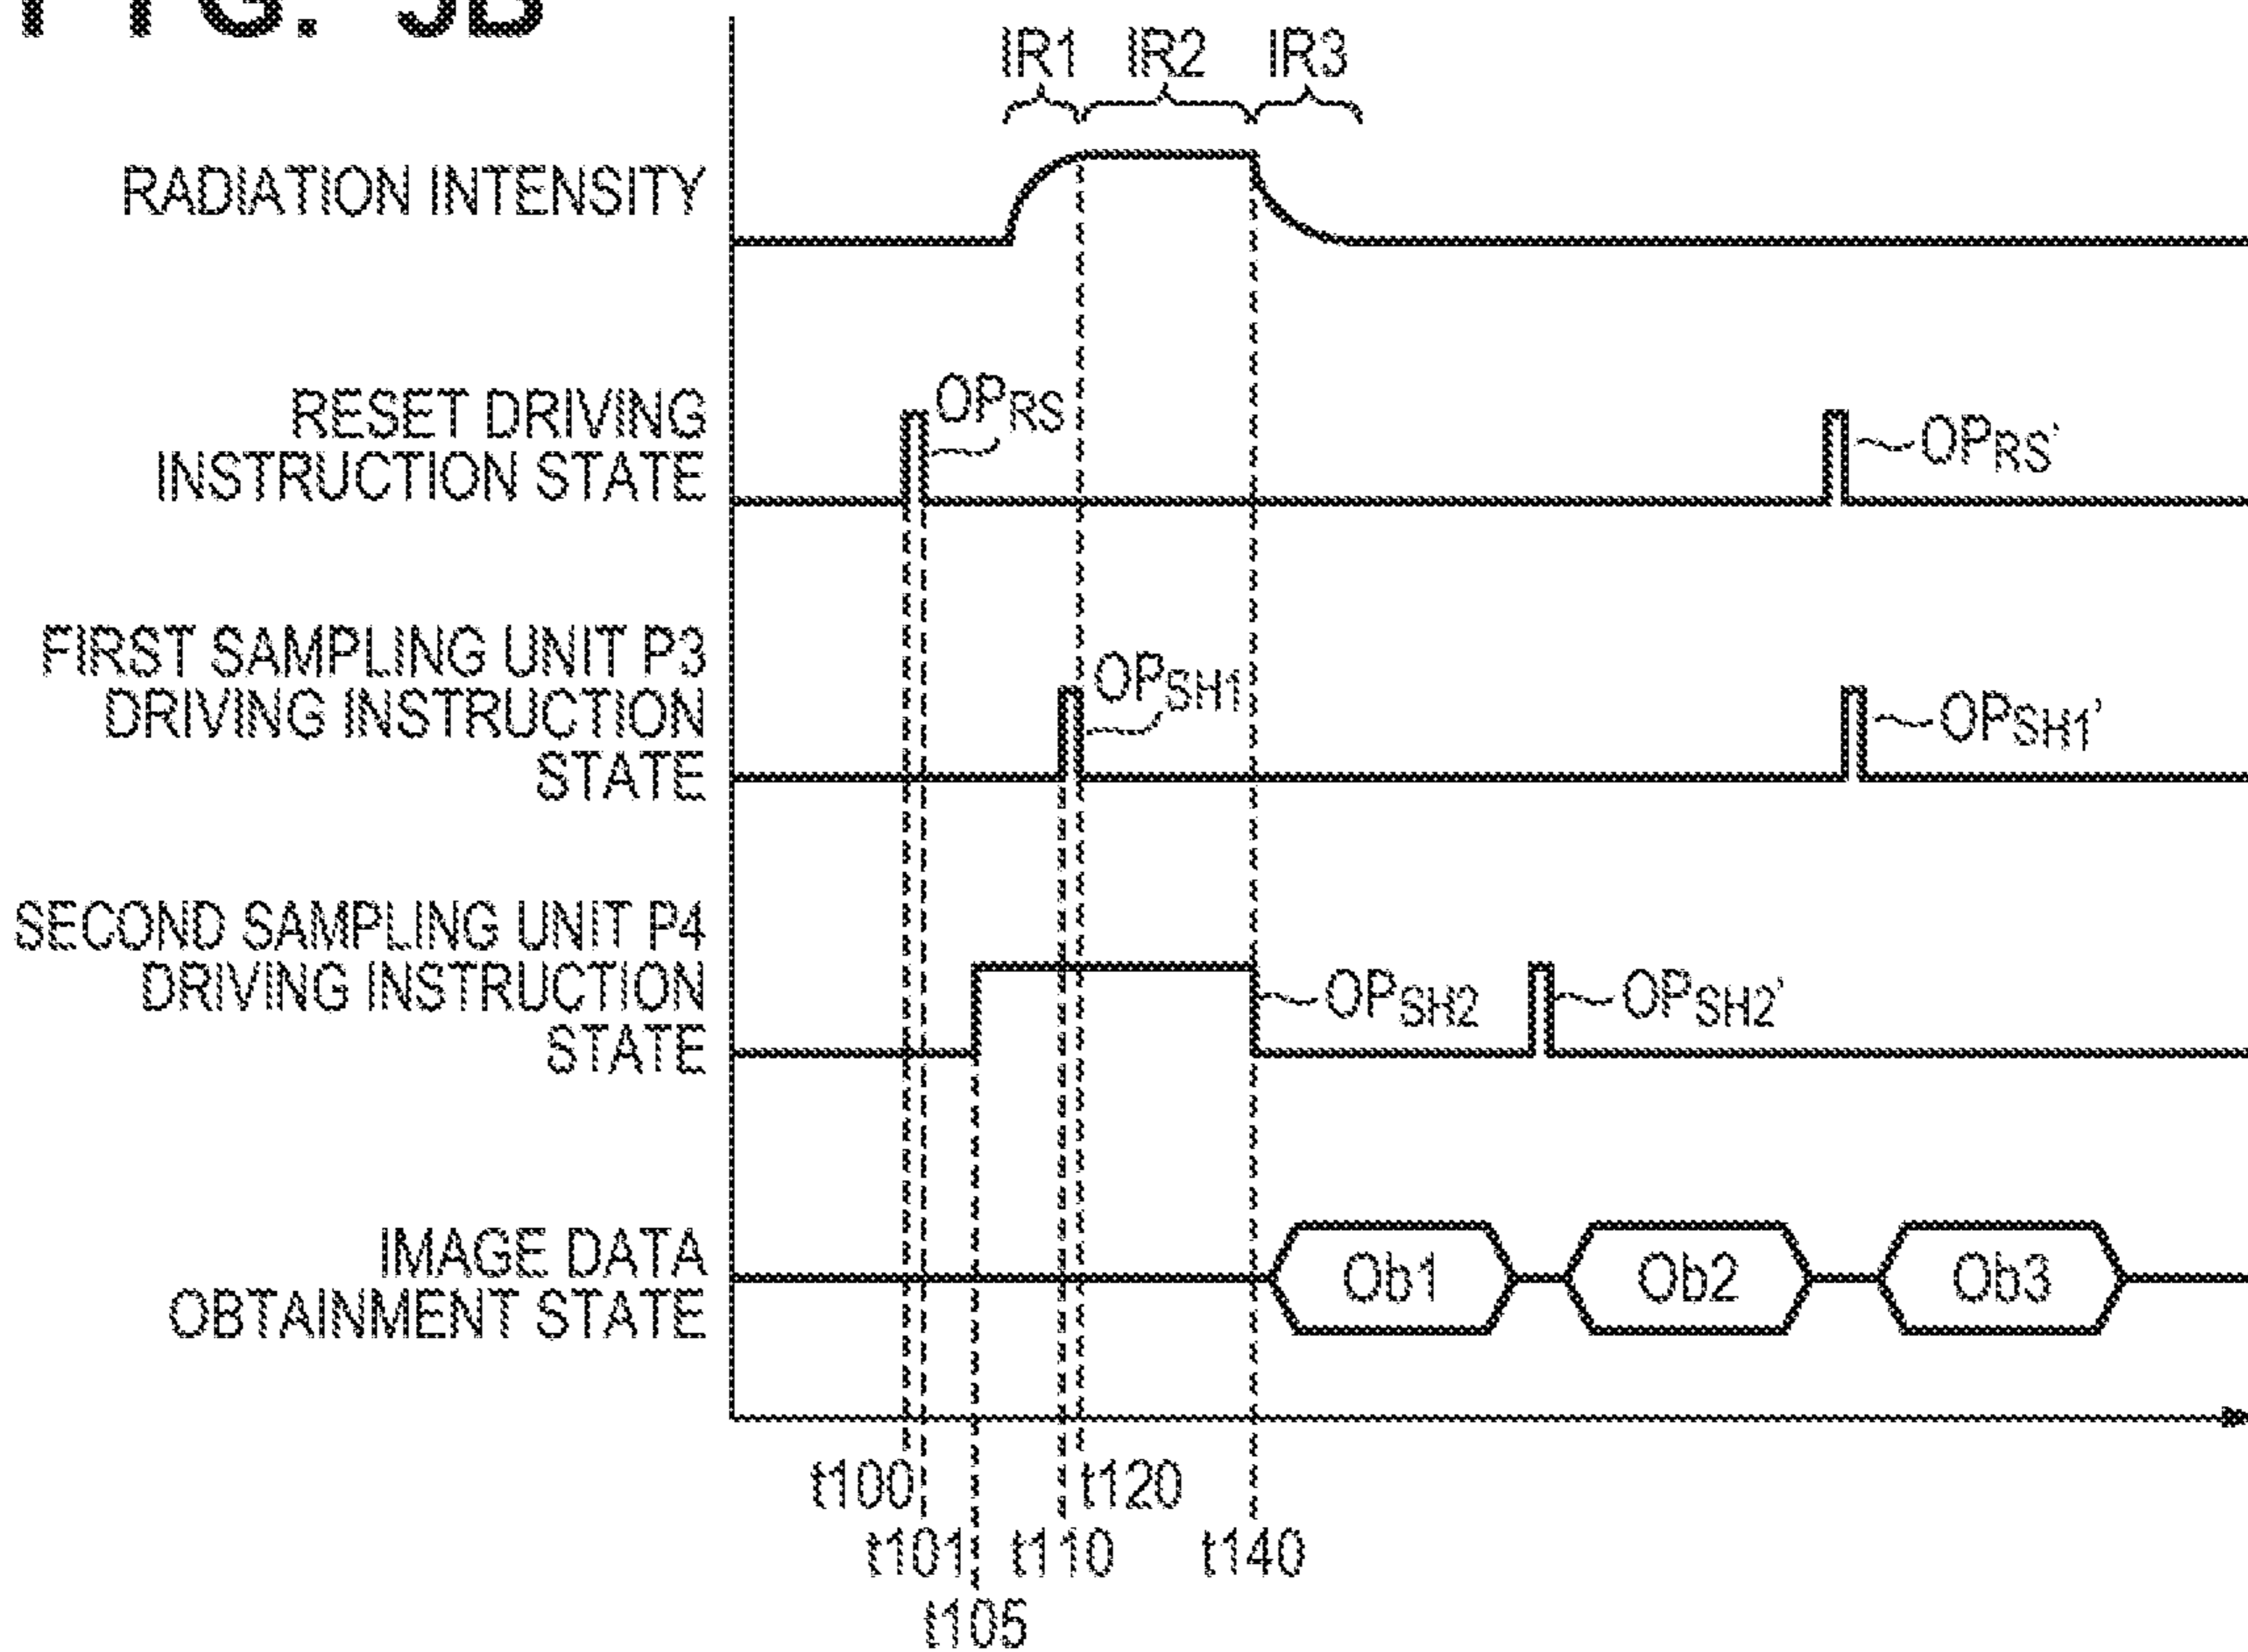 FIG. 5B
IR1 IR2 IR3
RADIATION INTENSITY
RESET DRIVING
INSTRUCTION STATE
OPRS
OPRS'
FIRST SAMPLING UNIT P3
DRIVING INSTRUCTION
STATE
OPSH1
OPSH1'
SECOND SAMPLING UNIT P4
DRIVING INSTRUCTION
STATE
OPSH2
OPSH2'
IMAGE DATA
OBTAINMENT STATE
Ob1 Ob2 Ob3
t100 t120
t101 t110 t140
t105